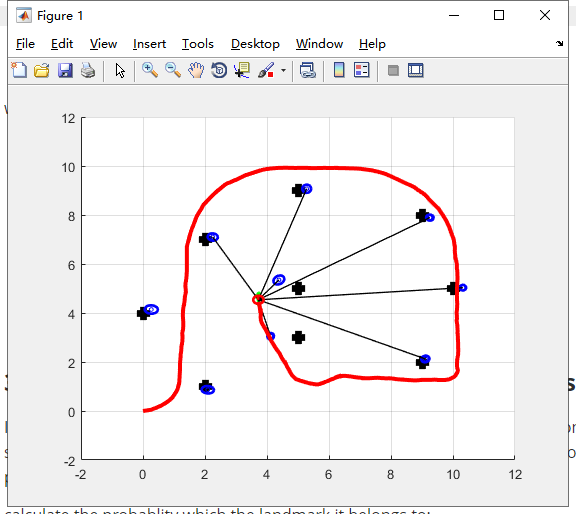 Figure 1
File Edit View Insert Tools Desktop Window Help
12
10
8
6
4
2
0
-2
-2 0 2 4 6 8 10 12
calculate the probablity which the landmark it belongs to: